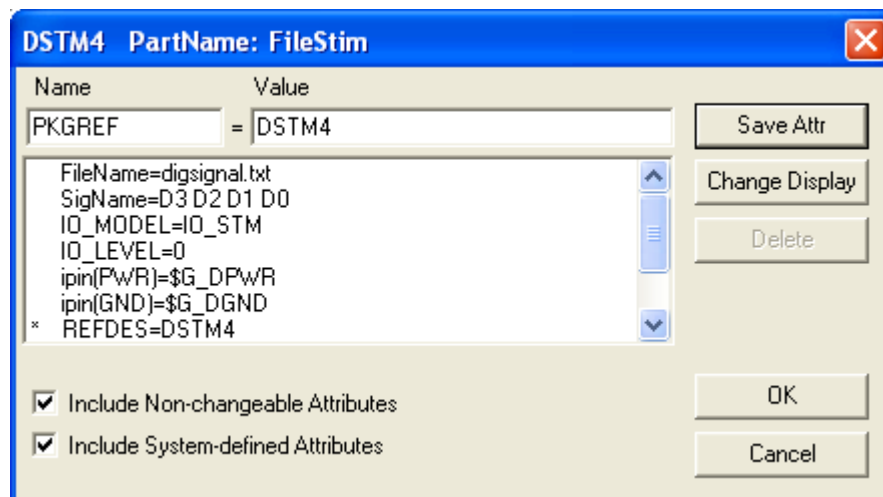 DSTM4 PartName: FileStim
Name Value
PKGREF = DSTM4
Save Attr
FileName=digsignal.txt
SigName=D3 D2 D1 D0
IO_MODEL=IO_STM
IO_LEVEL=0
ipin(PWR)=$G_DPWR
ipin(GND)=$G_DGND
* REFDES=DSTM4
Change Display
Delete
Include Non-changeable Attributes
Include System-defined Attributes
OK
Cancel